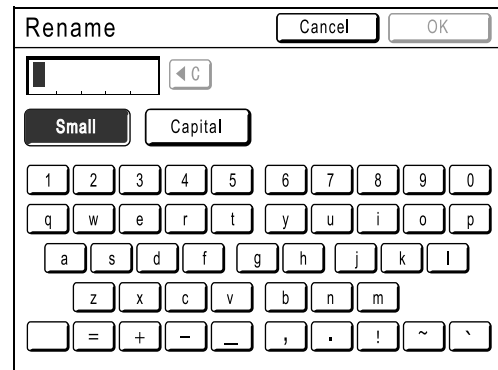 Rename Cancel OK
◀ C
Small Capital
1 2 3 4 5 6 7 8 9 0
q w e r t y u i o p
a s d f g h j k l
z x c v b n m
= + - _ , . ! ~ `